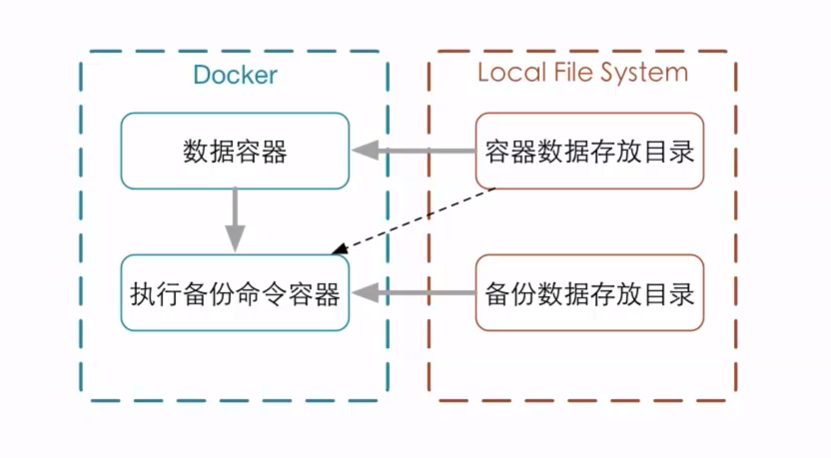 Docker
Local File System
数据容器
容器数据存放目录
执行备份命令容器
备份数据存放目录